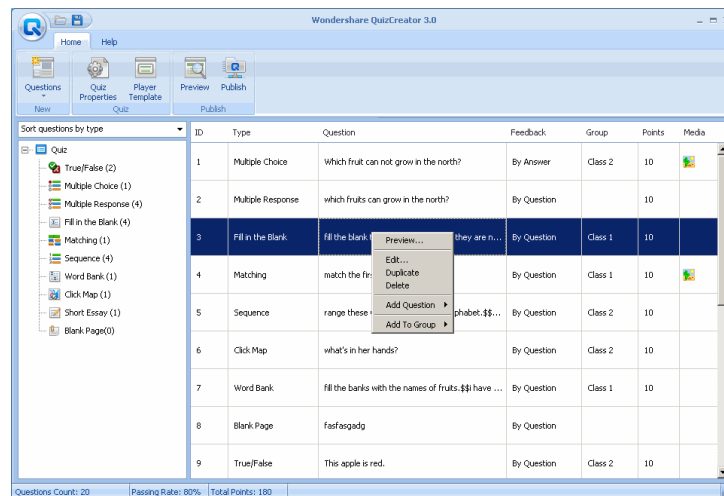 Wondershare QuizCreator 3.0
Home Help
Questions Quiz Properties Player Template Preview Publish
New Quiz Publish
Sort questions by type
Quiz
True/False (2)
Multiple Choice (1)
Multiple Response (4)
Fill in the Blank (4)
Matching (1)
Sequence (4)
Word Bank (1)
Click Map (1)
Short Essay (1)
Blank Page(0)
ID Type Question Feedback Group Points Media
1 Multiple Choice Which fruit can not grow in the north? By Answer Class 2 10
2 Multiple Response which fruits can grow in the north? By Question 10
3 Fill in the Blank fill the blank they are n... By Question Class 1 10
4 Matching match the By Question Class 1 10
5 Sequence range these phabet.$$... By Question Class 2 10
6 Click Map what's in her hands? By Question Class 2 10
7 Word Bank fill the banks with the names of fruits.$$i have ... By Question Class 1 10
8 Blank Page fasfasgadg By Question
9 True/False This apple is red. By Question Class 2 10
Preview...
Edit...
Duplicate
Delete
Add Question
Add To Group
Questions Count: 20 Passing Rate: 80% Total Points: 180